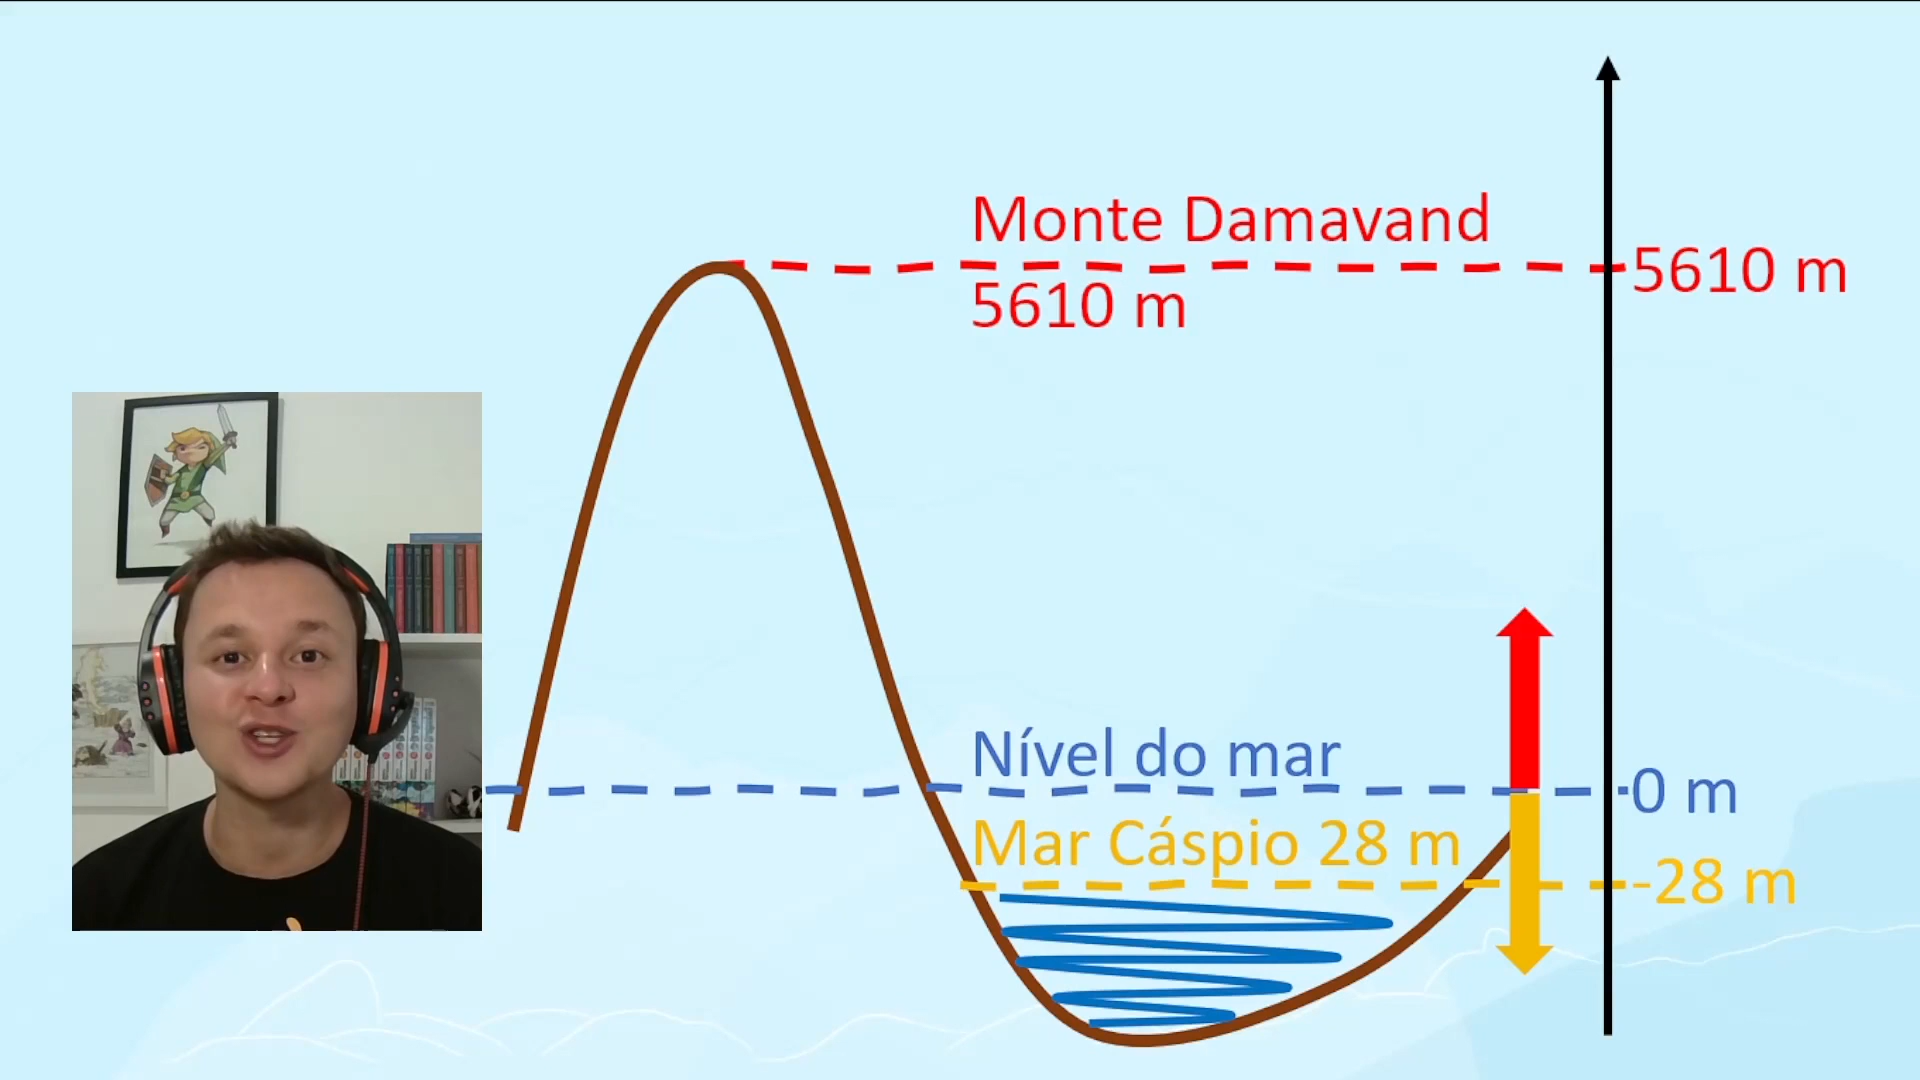 Monte Damavand
5610 m
5610 m
Nível do mar
0 m
Mar Cáspio 28 m
-28 m